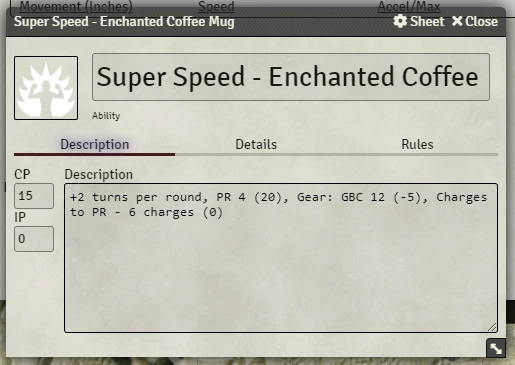 Movement (Inches) Speed Accel/Max
Super Speed - Enchanted Coffee Mug Sheet Close
Super Speed - Enchanted Coffee
Ability
Description Details Rules
CP Description
15 +2 turns per round, PR 4 (20), Gear: GBC 12 (-5), Charges
to PR - 6 charges (0)
IP
0